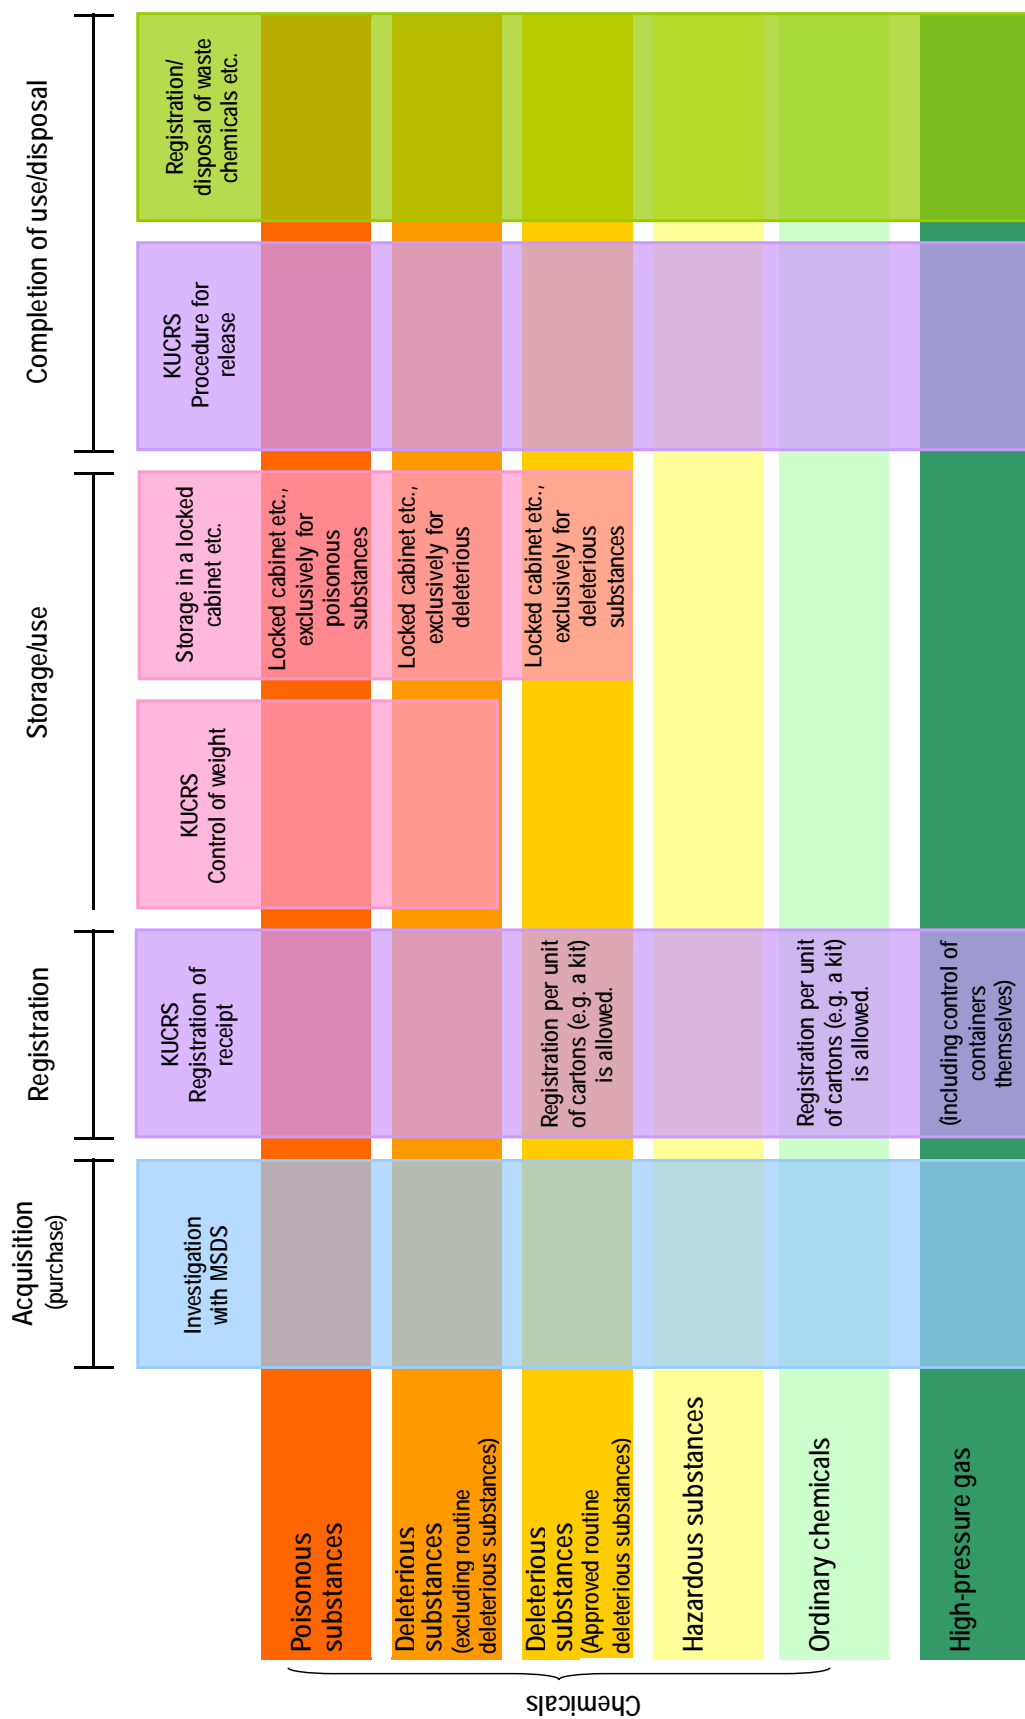 Acquisition
(purchase)
Registration
Storage/use
Completion of use/disposal
Investigation
with MSDS
KUCRS
Registration of
receipt
KUCRS
Control of weight
Storage in a locked
cabinet etc.
KUCRS
Procedure for
release
Registration/
disposal of waste
chemicals etc.
Chemicals
Poisonous
substances
Locked cabinet etc.,
exclusively for
poisonous
substances
Deleterious
substances
(excluding routine
deleterious substances)
Locked cabinet etc.,
exclusively for
deleterious
Deleterious
substances
(Approved routine
deleterious substances)
Registration per unit
of cartons (e.g. a kit)
is allowed.
Locked cabinet etc.,
exclusively for
deleterious
substances
Hazardous substances
Ordinary chemicals
Registration per unit
of cartons (e.g. a kit)
is allowed.
High-pressure gas
(including control of
containers
themselves)